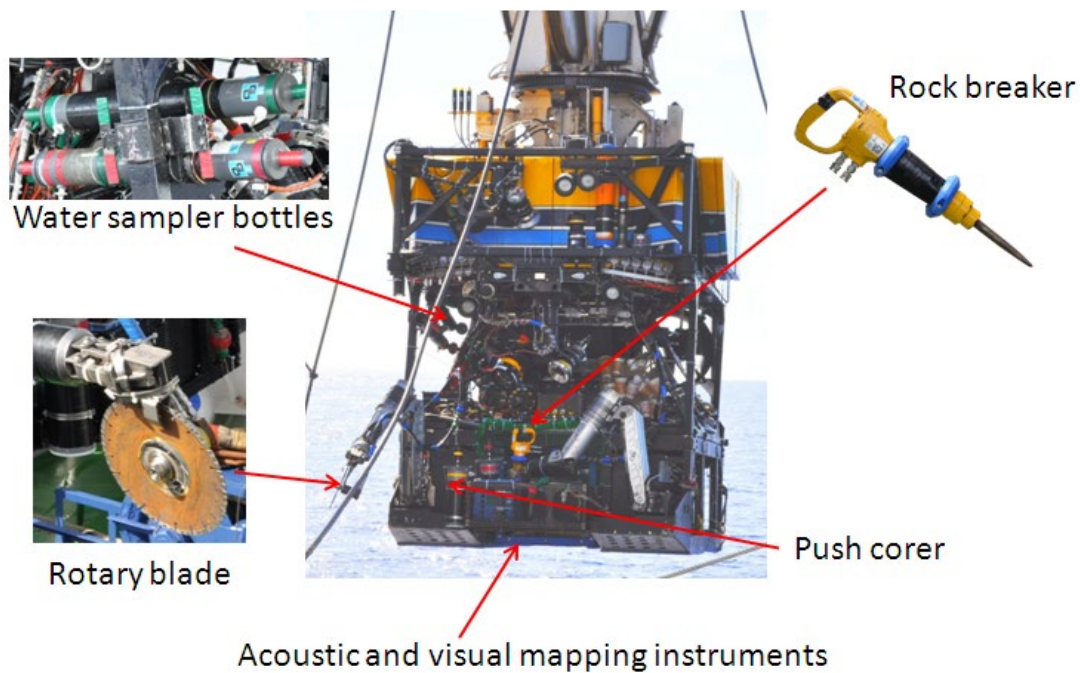 Rock breaker
Water sampler bottles
Rotary blade
Push corer
Acoustic and visual mapping instruments